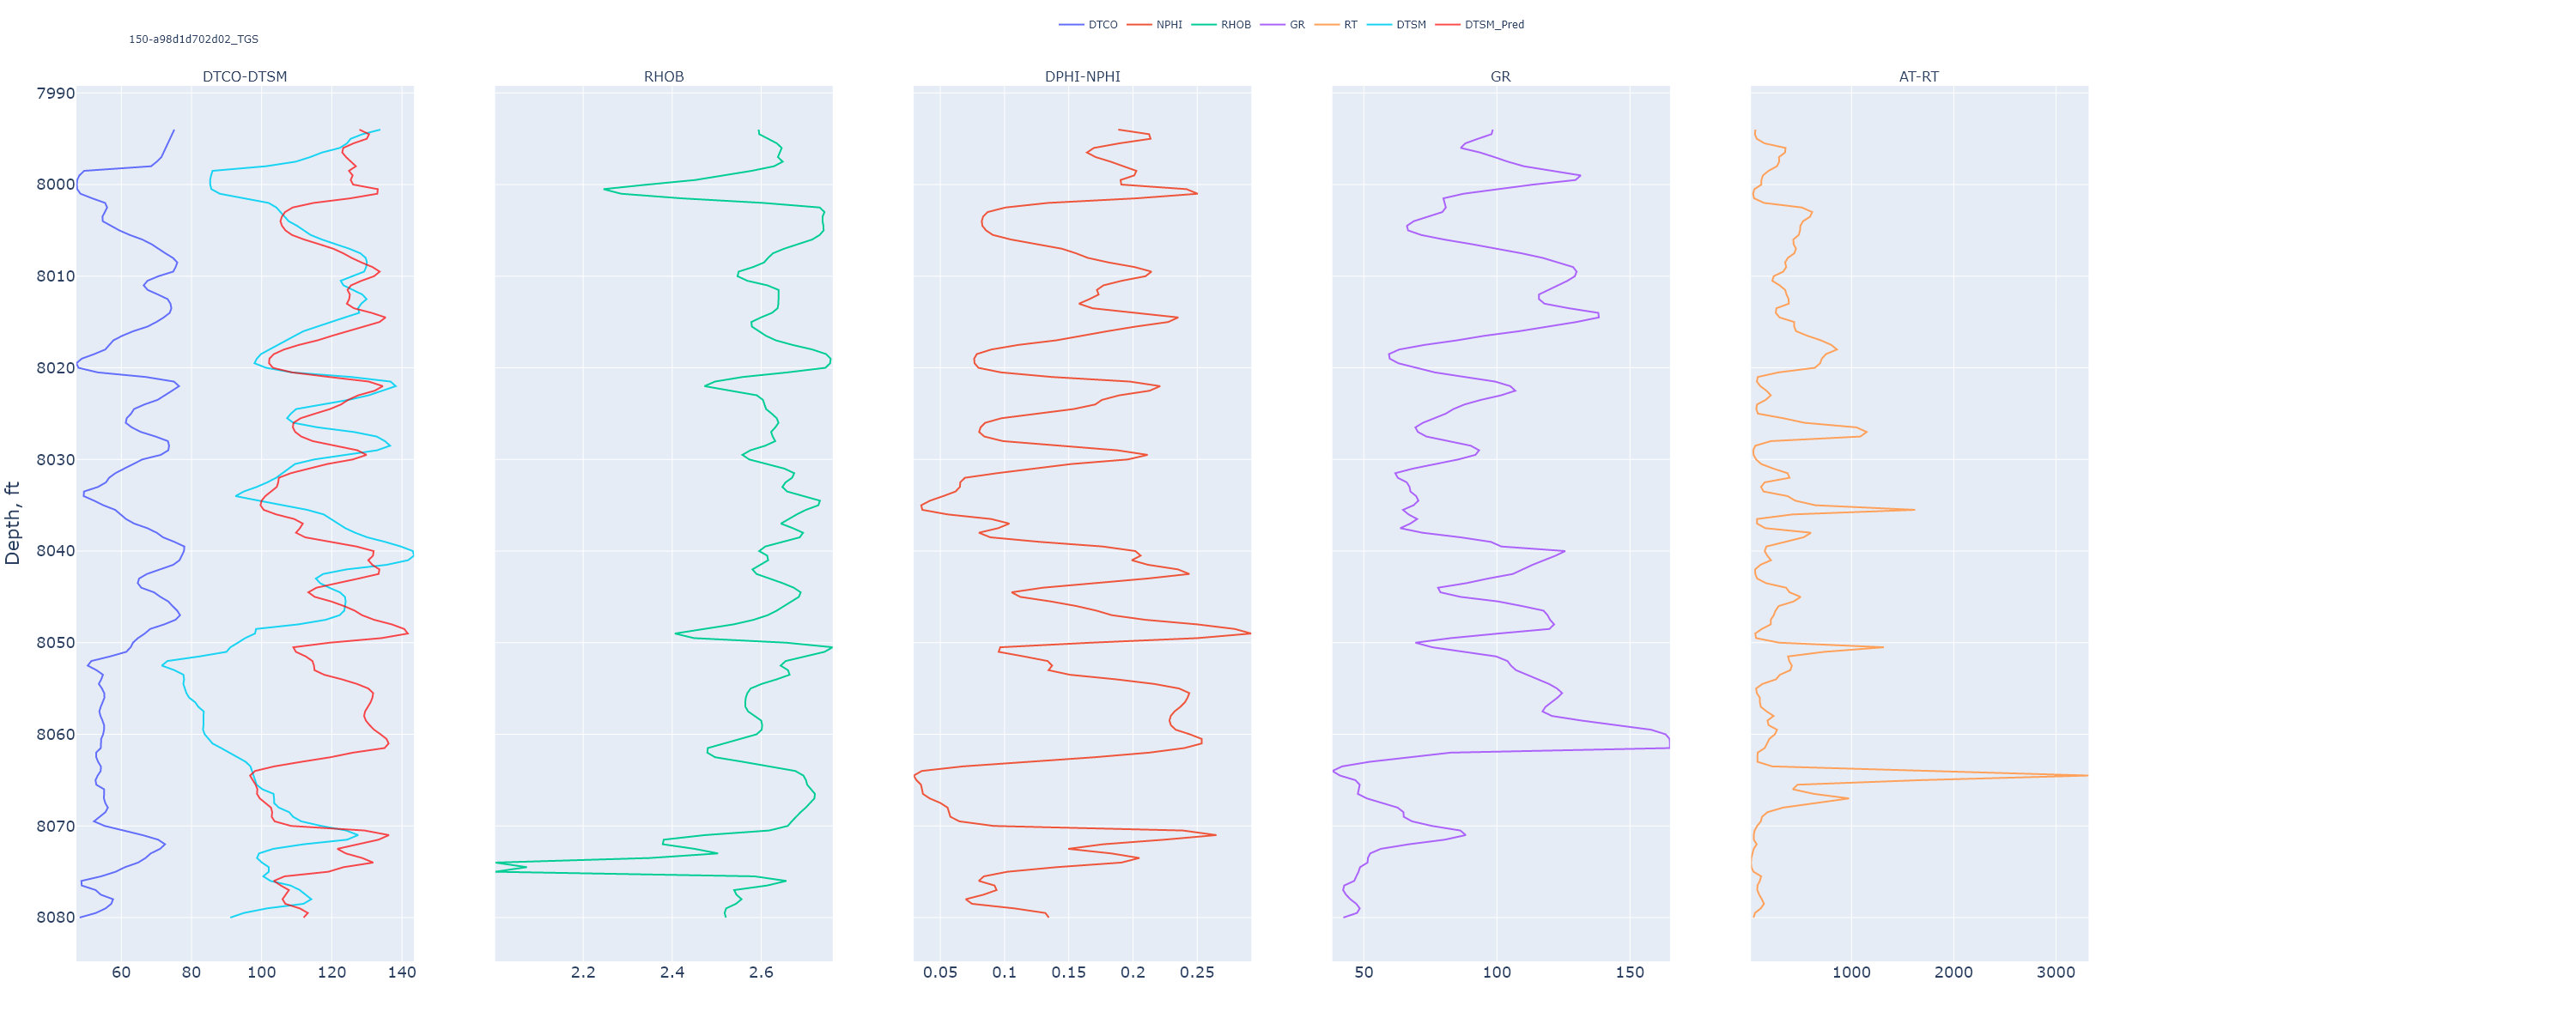 DTCO NPHI RHOB GR RT DTSM DTSM_Pred
150-a98d1d702d02_TGS
DTCO-DTSM RHOB DPHI-NPHI GR AT-RT
Depth, ft
7990
8000
8010
8020
8030
8040
8050
8060
8070
8080
60 80 100 120 140 2.2 2.4 2.6 0.05 0.1 0.15 0.2 0.25 50 100 150 1000 2000 3000